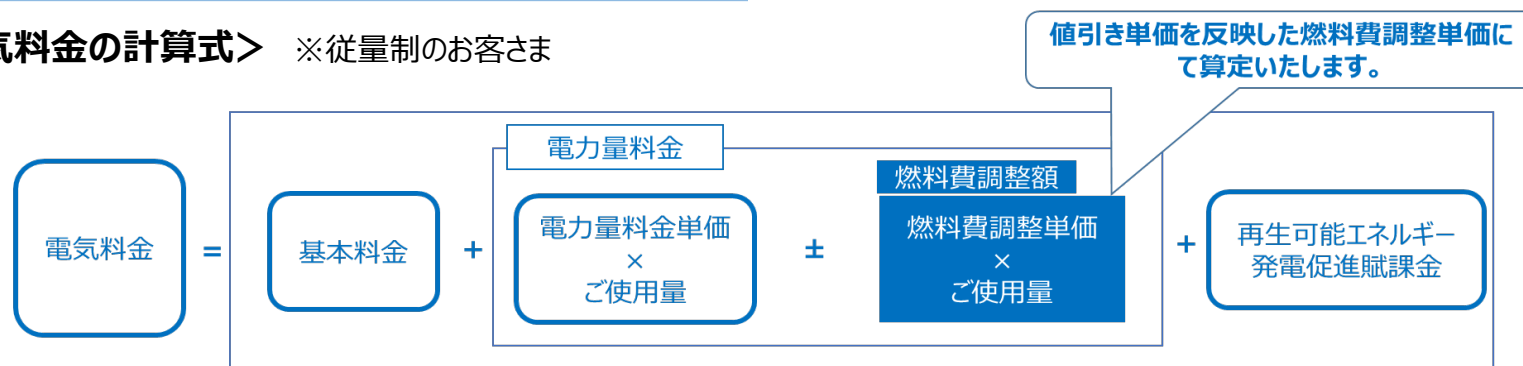 気料金の計算式＞ ※従量制のお客さま
値引き単価を反映した燃料費調整単価に
て算定いたします。
電力量料金
燃料費調整額
電気料金
=
基本料金
+
電力量料金単価
×
ご使用量
±
燃料費調整単価
×
ご使用量
+
再生可能エネルギー
発電促進賦課金